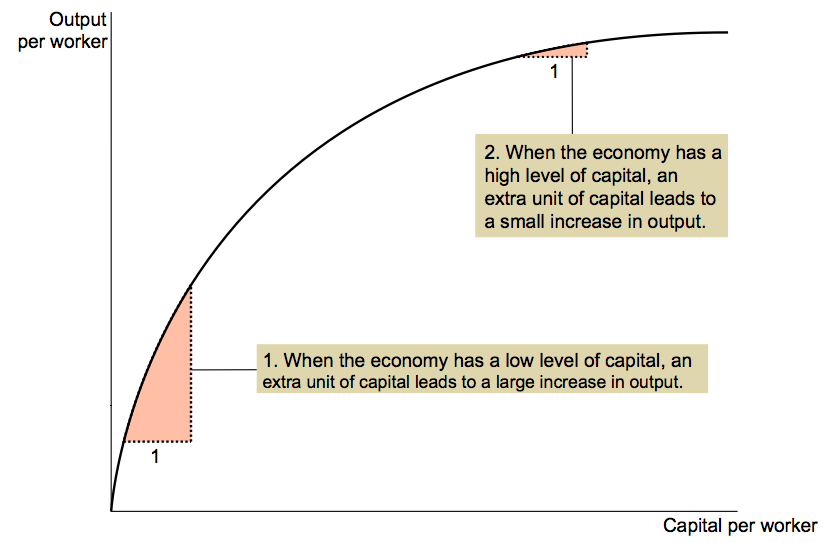 Output
per worker
1
2. When the economy has a
high level of capital, an
extra unit of capital leads to
a small increase in output.
1. When the economy has a low level of capital, an
extra unit of capital leads to a large increase in output.
1
Capital per worker